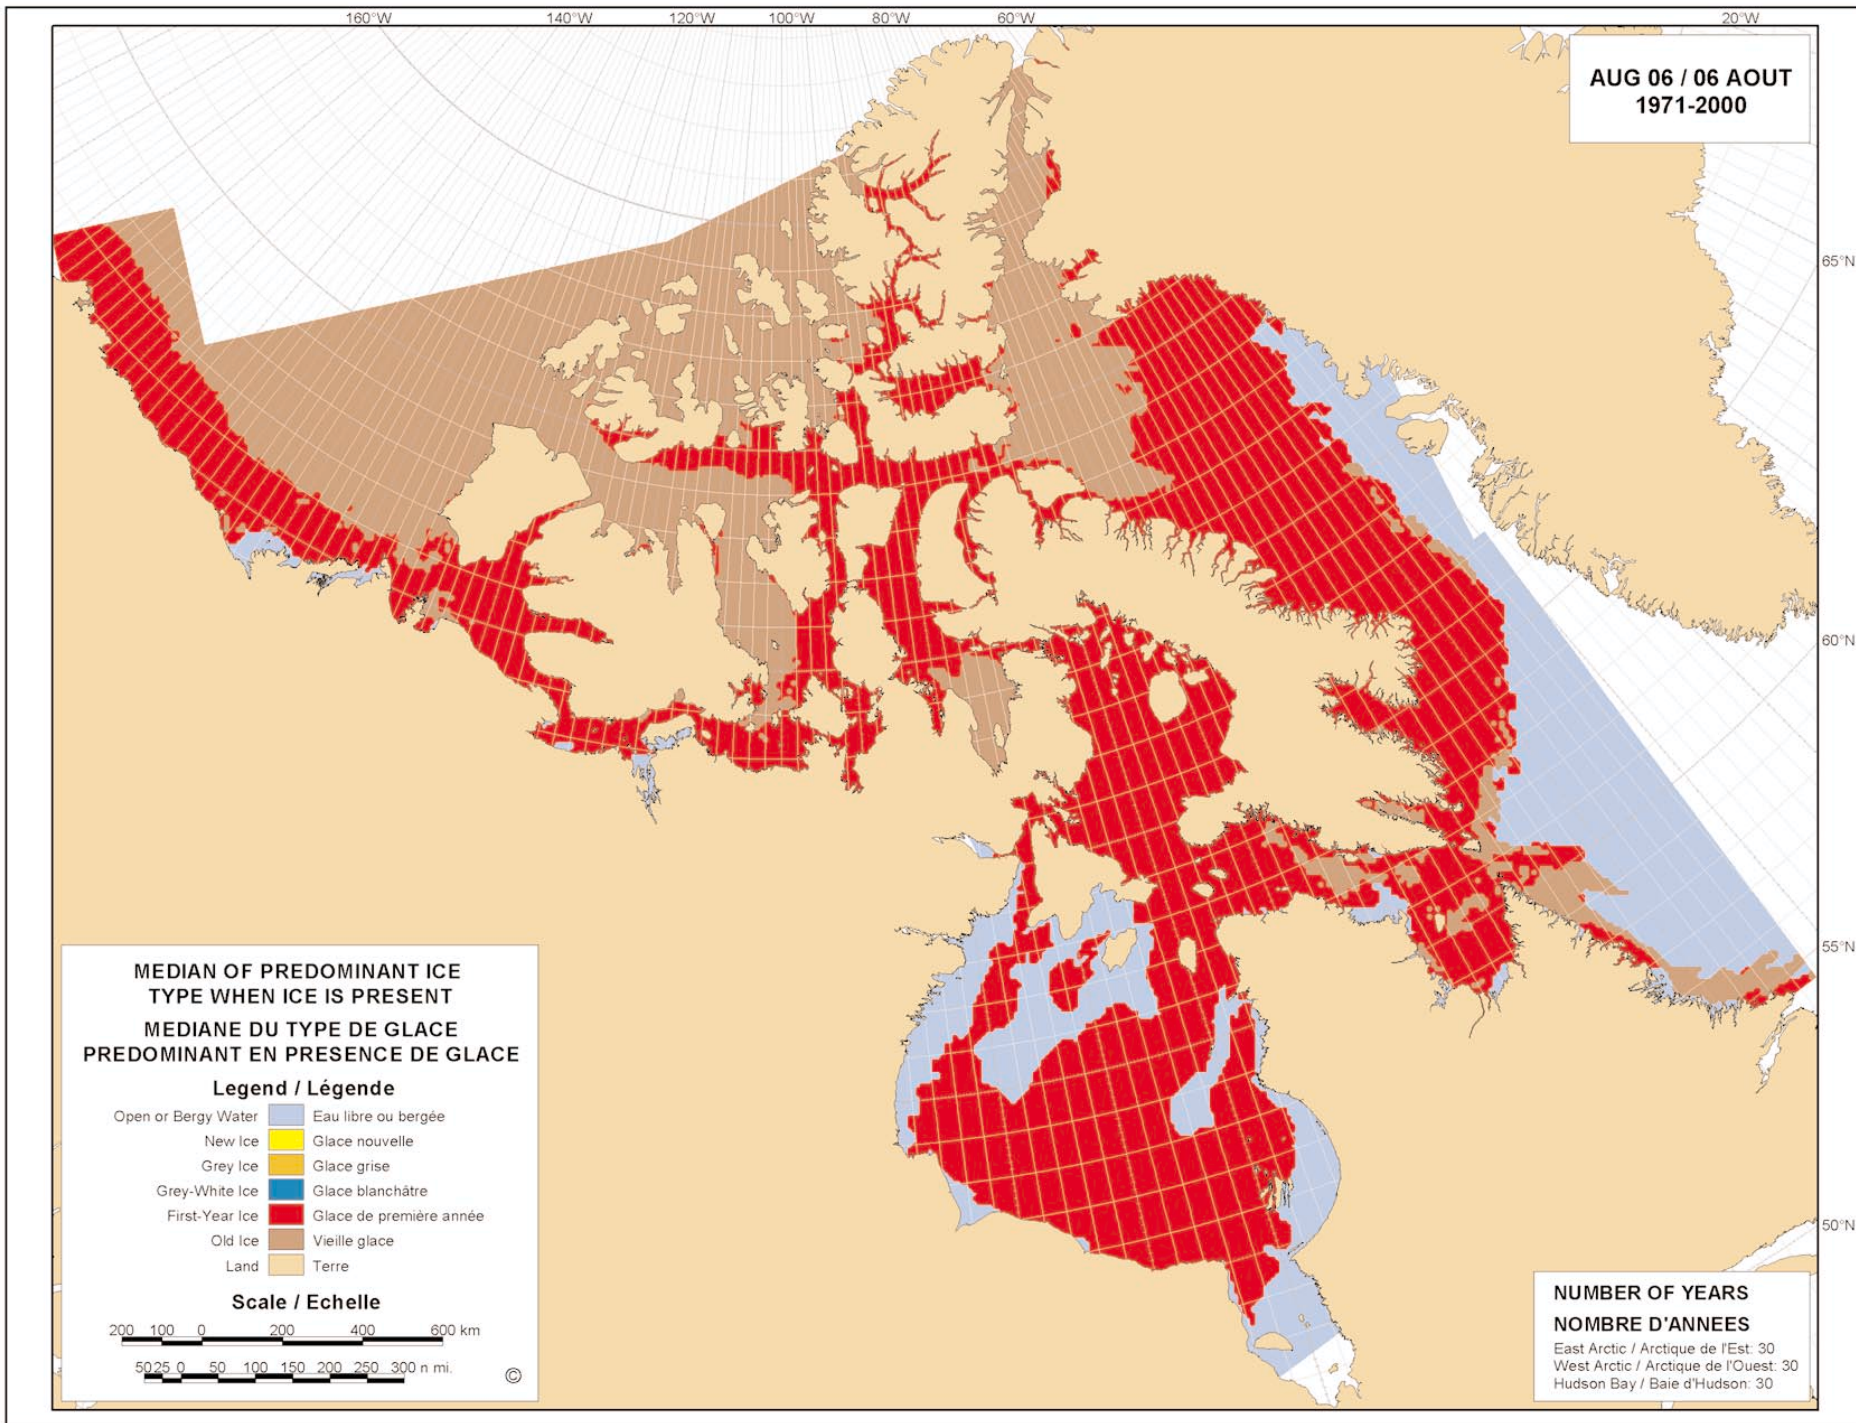 160°W 140°W 120°W 100°W 80°W 60°W 20°W
AUG 06 / 06 AOUT
1971-2000
65°N
60°N
55°N
50°N
MEDIAN OF PREDOMINANT ICE
TYPE WHEN ICE IS PRESENT
MEDIANE DU TYPE DE GLACE
PREDOMINANT EN PRESENCE DE GLACE
Legend / Légende
Open or Bergy Water Eau libre ou bergée
New Ice Glace nouvelle
Grey Ice Glace grise
Grey-White Ice Glace blanchâtre
First-Year Ice Glace de première année
Old Ice Vieille glace
Land Terre
Scale / Echelle
200 100 0 200 400 600 km
50 25 0 50 100 150 200 250 300 n mi.
©
NUMBER OF YEARS
NOMBRE D'ANNEES
East Arctic / Arctique de l'Est: 30
West Arctic / Arctique de l'Ouest: 30
Hudson Bay / Baie d'Hudson: 30